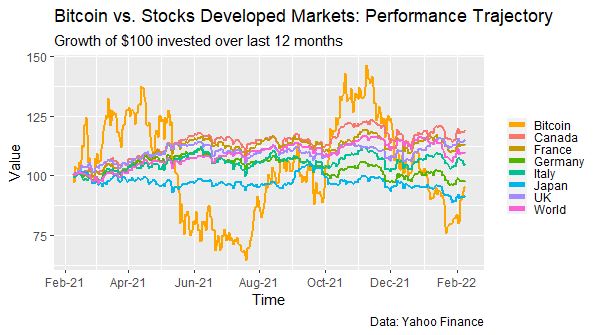 Bitcoin vs. Stocks Developed Markets: Performance Trajectory
Growth of $100 invested over last 12 months
150
125
100
75
Value
Feb-21 Apr-21 Jun-21 Aug-21 Oct-21 Dec-21 Feb-22
Time
Bitcoin
Canada
France
Germany
Italy
Japan
UK
World
Data: Yahoo Finance